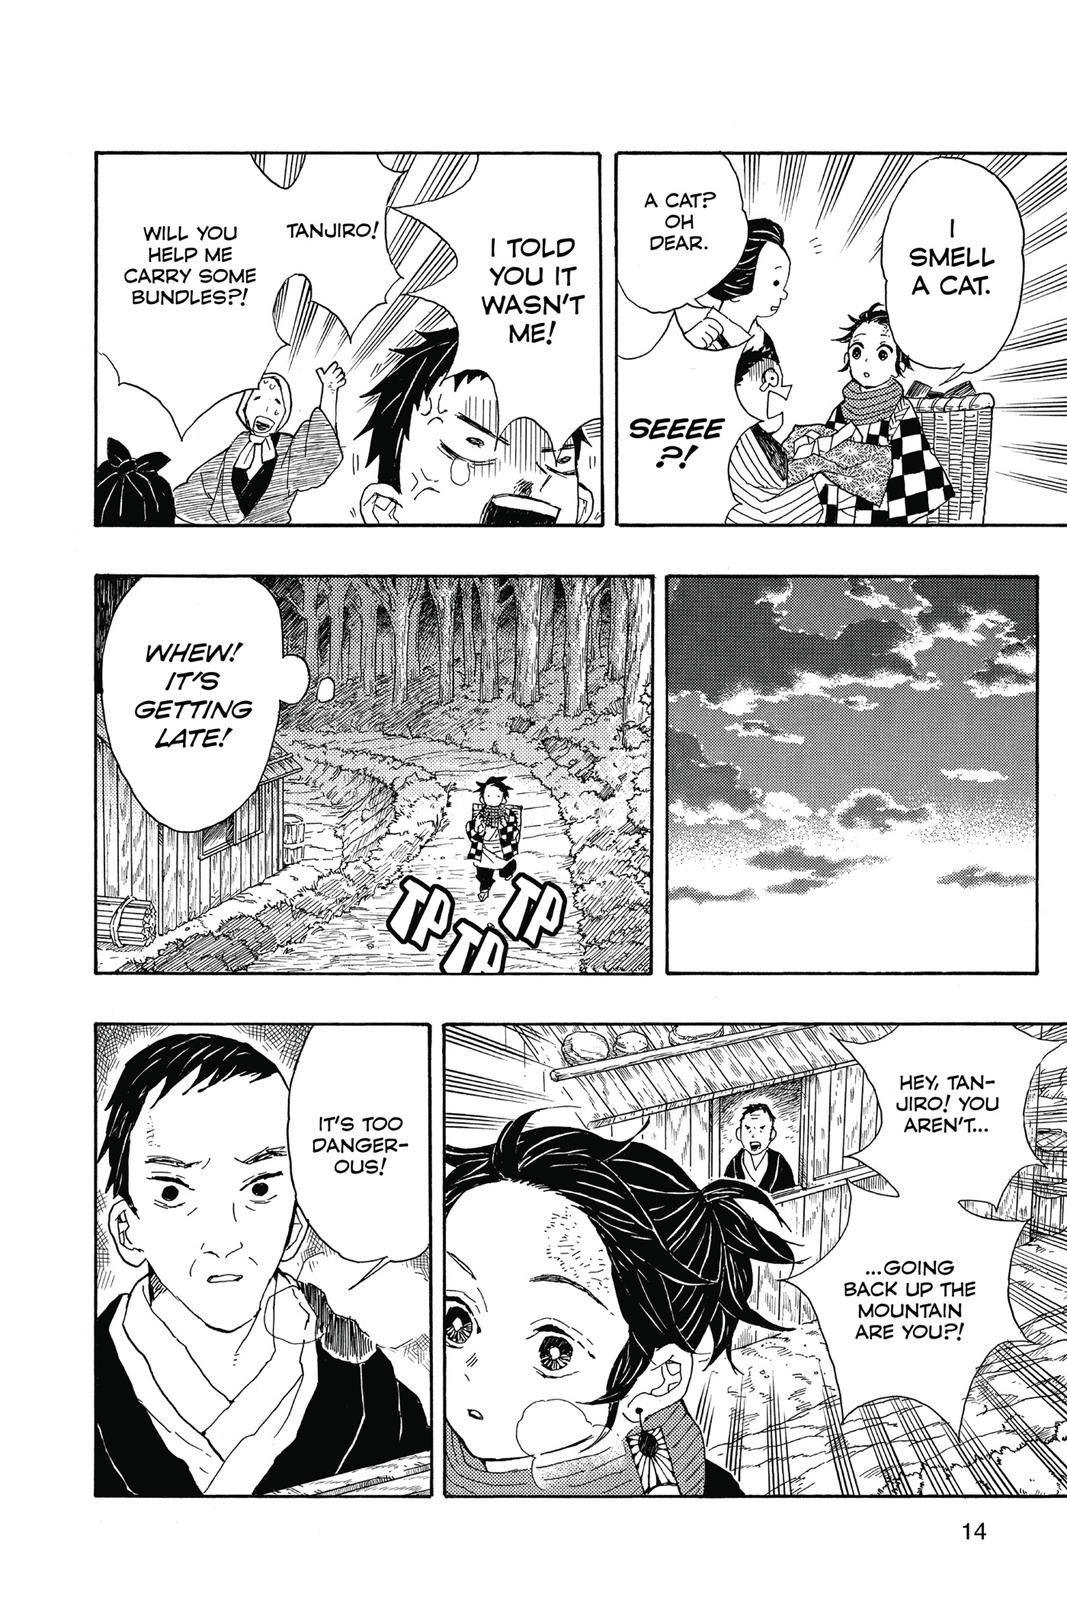 I
SMELL
A CAT.
A CAT?
OH
DEAR.
SEEEE
?!
I TOLD
YOU IT
WASN'T
ME!
TANJIRO!
WILL YOU
HELP ME
CARRY SOME
BUNDLES?!
WHEW!
IT'S
GETTING
LATE!
TP
TP
TP
HEY, TAN-
JIRO! YOU
AREN'T...
...GOING
BACK UP THE
MOUNTAIN
ARE YOU?!
IT'S TOO
DANGER-
OUS!
14